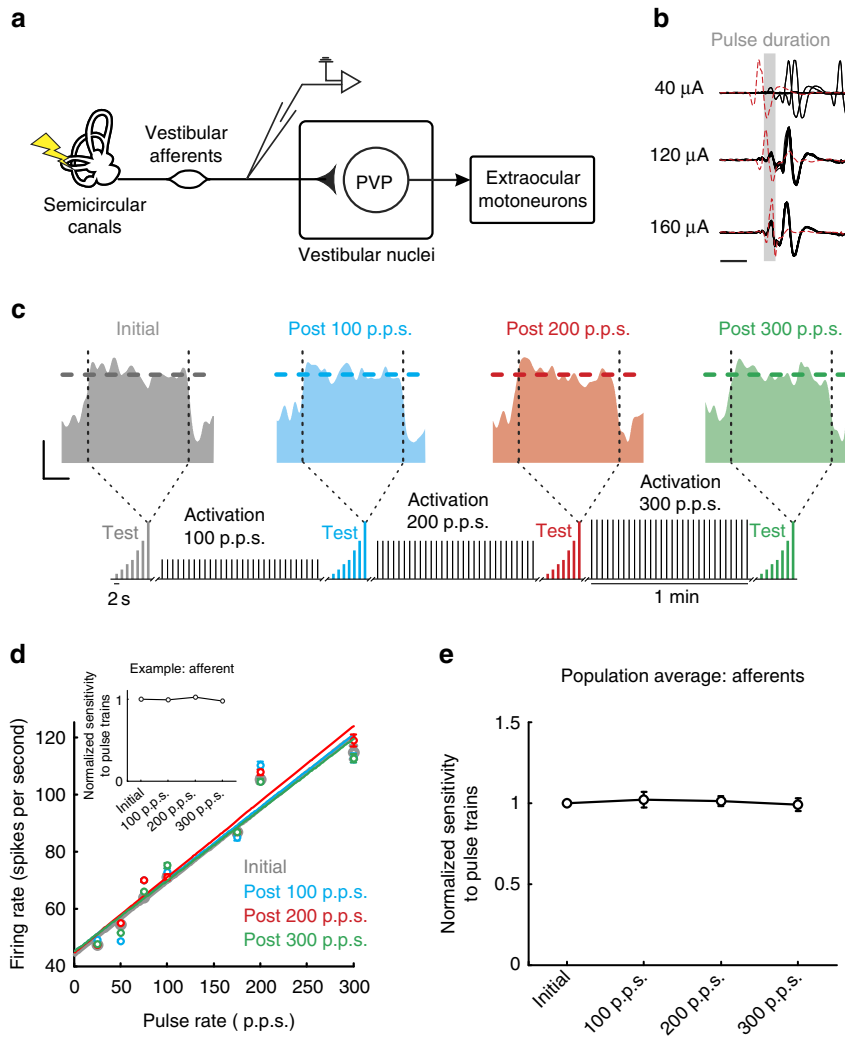 a
Vestibular
afferents
Semicircular
canals
PVP
Vestibular nuclei
Extraocular
motoneurons
b
Pulse duration
40 µA
120 µA
160 µA
c
Initial
Post 100 p.p.s.
Post 200 p.p.s.
Post 300 p.p.s.
Test
Activation
100 p.p.s.
Test
Activation
200 p.p.s.
Test
Activation
300 p.p.s.
Test
2 s
1 min
d
Example: afferent
Normalized sensitivity
to pulse trains
1
0
Initial
100 p.p.s.
200 p.p.s.
300 p.p.s.
Firing rate (spikes per second)
120
100
80
60
40
Initial
Post 100 p.p.s.
Post 200 p.p.s.
Post 300 p.p.s.
0
50
100
150
200
250
300
Pulse rate ( p.p.s.)
e
Population average: afferents
Normalized sensitivity
to pulse trains
1.5
1
0.5
0
Initial
100 p.p.s.
200 p.p.s.
300 p.p.s.